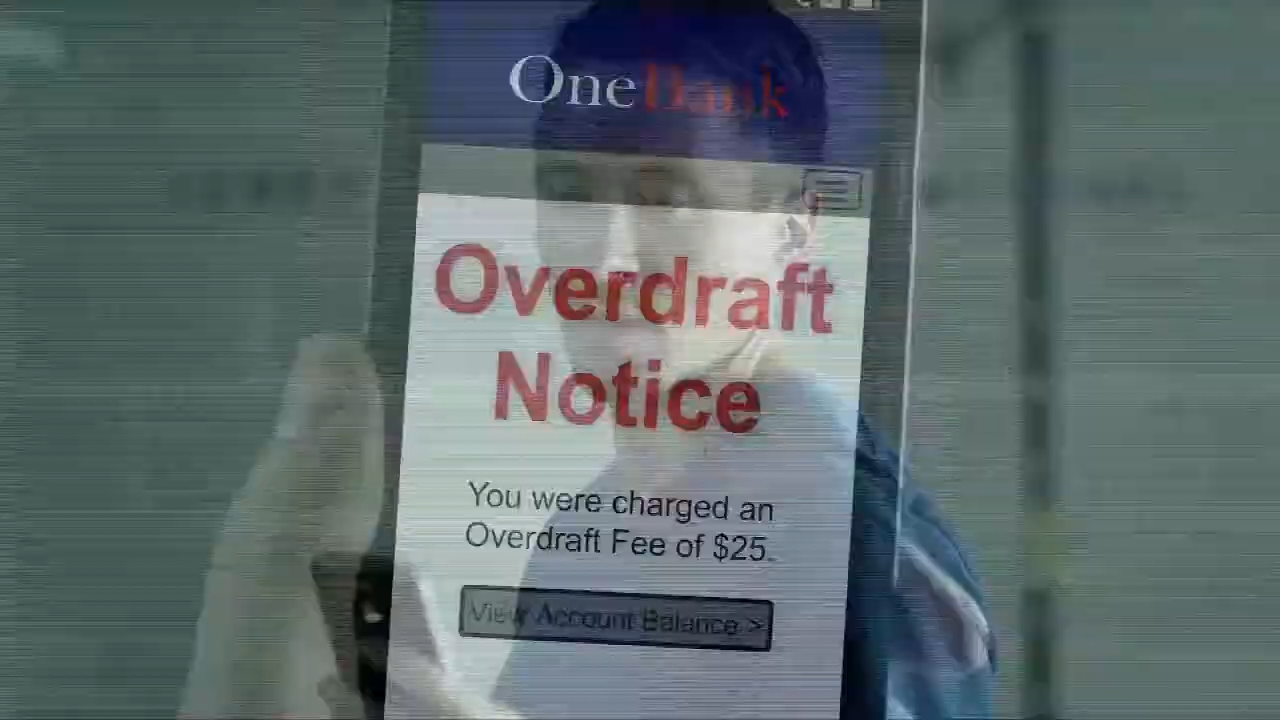 OneBank
Overdraft
Notice
You were charged an
Overdraft Fee of $25.
View Account Balance >